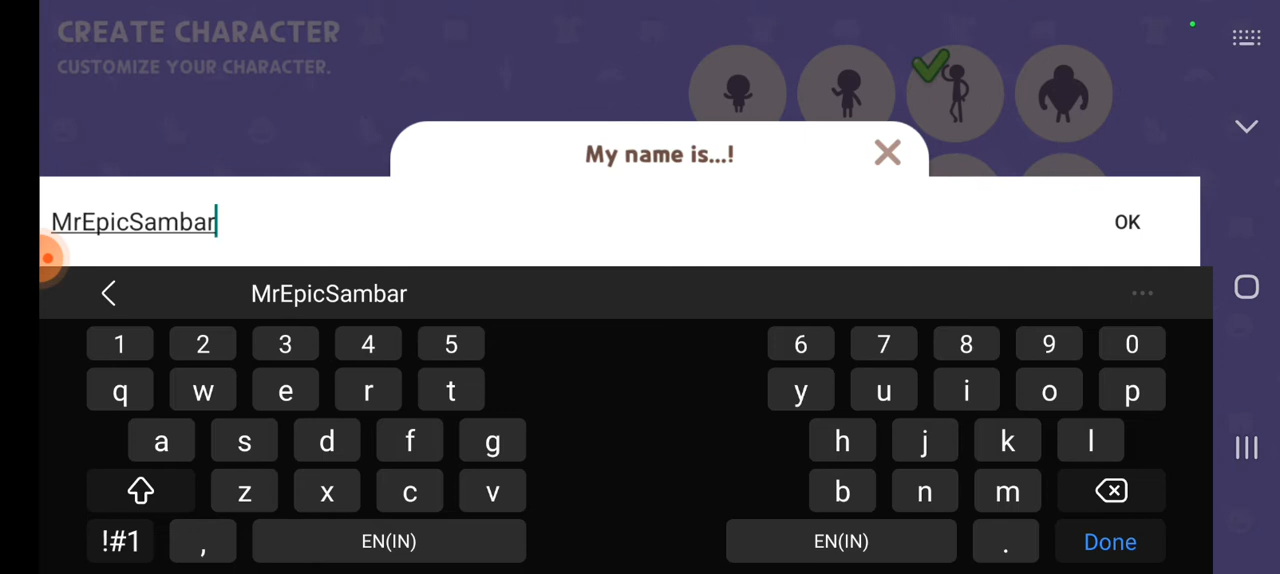 CREATE CHARACTER
CUSTOMIZE YOUR CHARACTER.
My name is...!
MrEpicSambar
OK
MrEpicSambar
1 2 3 4 5 6 7 8 9 0
q w e r t y u i o p
a s d f g h j k l
z x c v b n m
!#1 , EN(IN) EN(IN) . Done